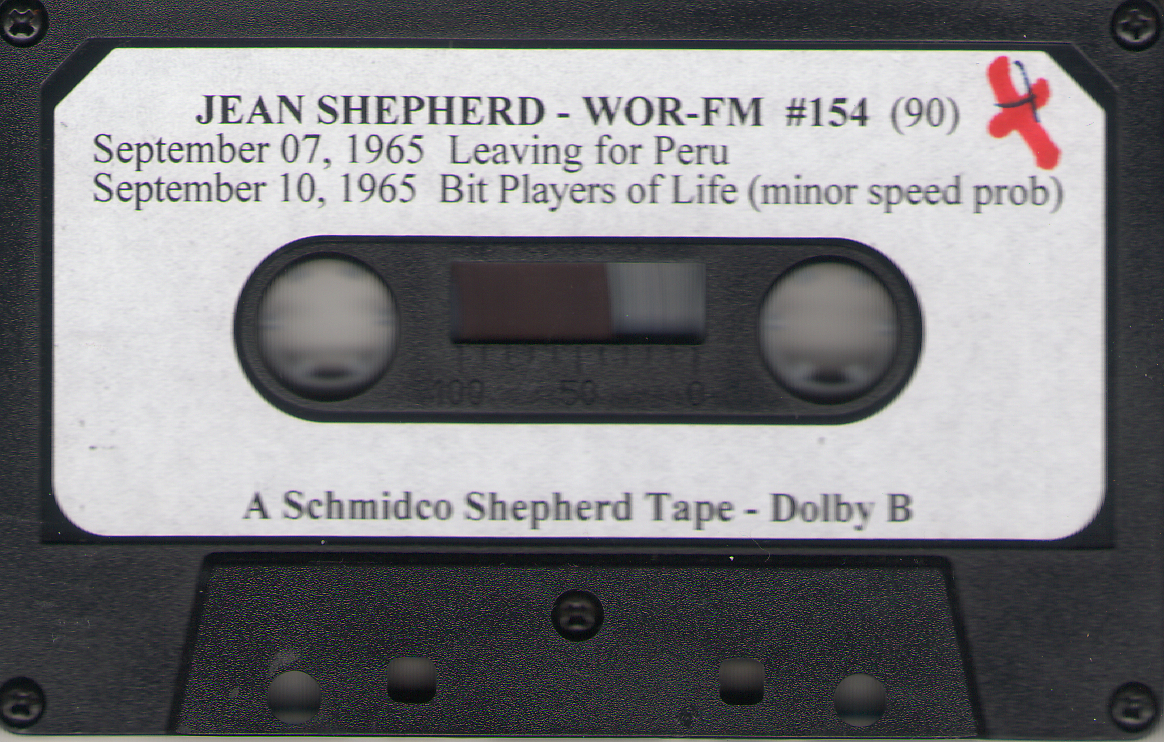 JEAN SHEPHERD - WOR-FM #154 (90)
September 07, 1965 Leaving for Peru
September 10, 1965 Bit Players of Life (minor speed prob)
100 50 0
A Schmidco Shepherd Tape - Dolby B